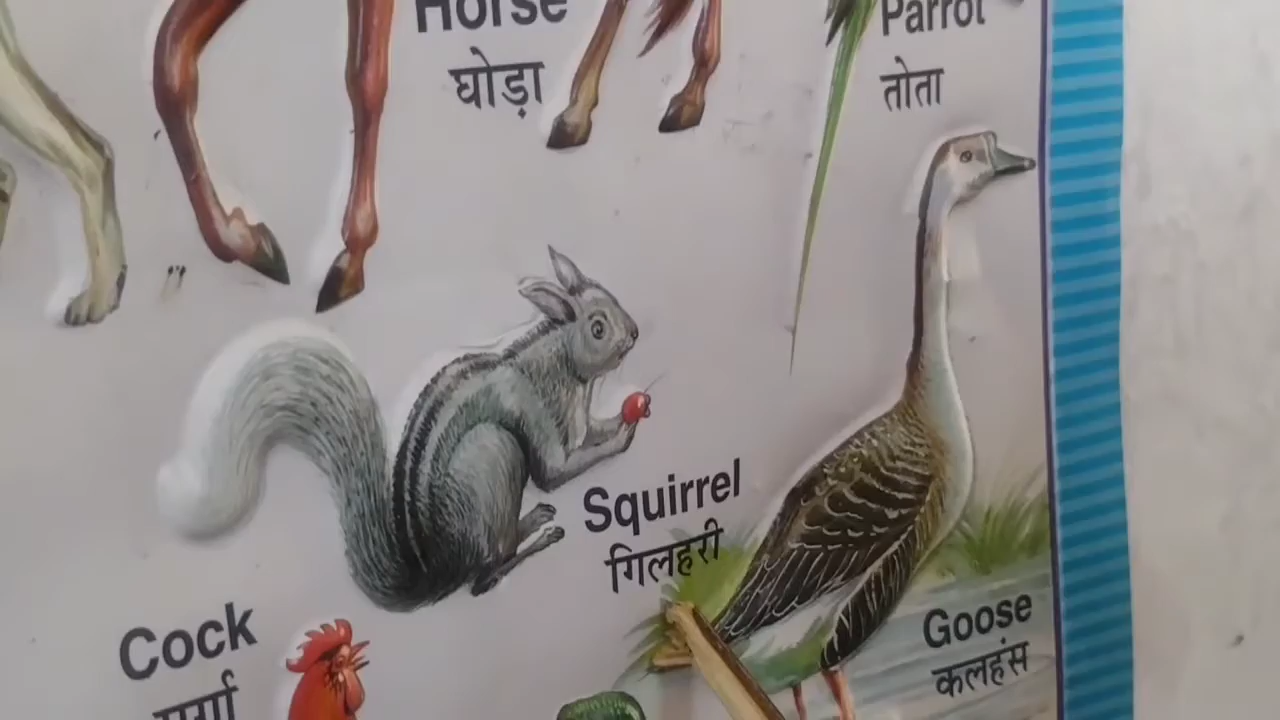 Horse
घोड़ा
Parrot
तोता
Squirrel
गिलहरी
Goose
कलहंस
Cock
मुर्गा